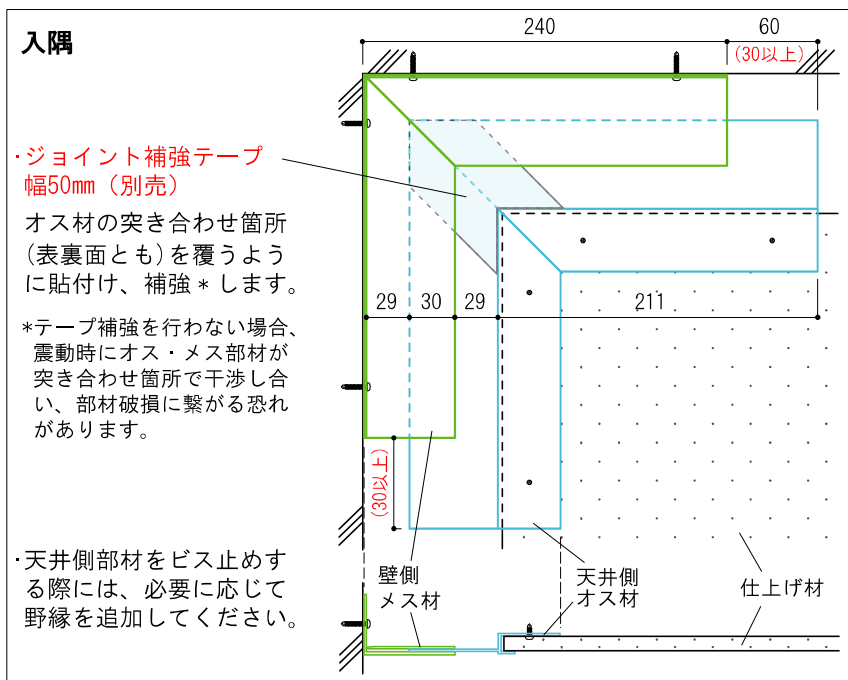 入隅
240
60
(30以上)
・ジョイント補強テープ
幅50㎜（別売）
オス材の突き合わせ箇所
(表裏面とも)を覆うよう
に貼付け、補強＊します。
＊テープ補強を行わない場合、
震動時にオス・メス部材が
突き合わせ箇所で干渉し合
い、部材破損に繋がる恐れ
があります。
29
30
29
211
(30以上)
・天井側部材をビス止めす
る際には、必要に応じて
野縁を追加してください。
壁側
メス材
天井側
オス材
仕上げ材